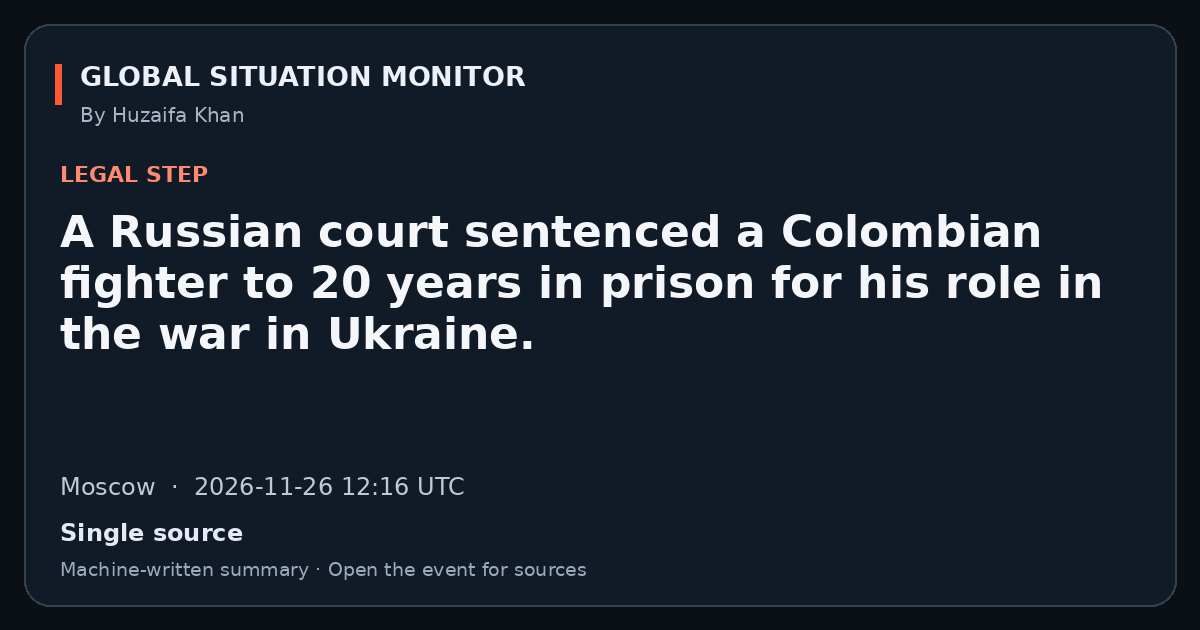 GLOBAL SITUATION MONITOR
By Huzaifa Khan
LEGAL STEP
A Russian court sentenced a Colombian
fighter to 20 years in prison for his role in
the war in Ukraine.
Moscow · 2026-11-26 12:16 UTC
Single source
Machine-written summary · Open the event for sources